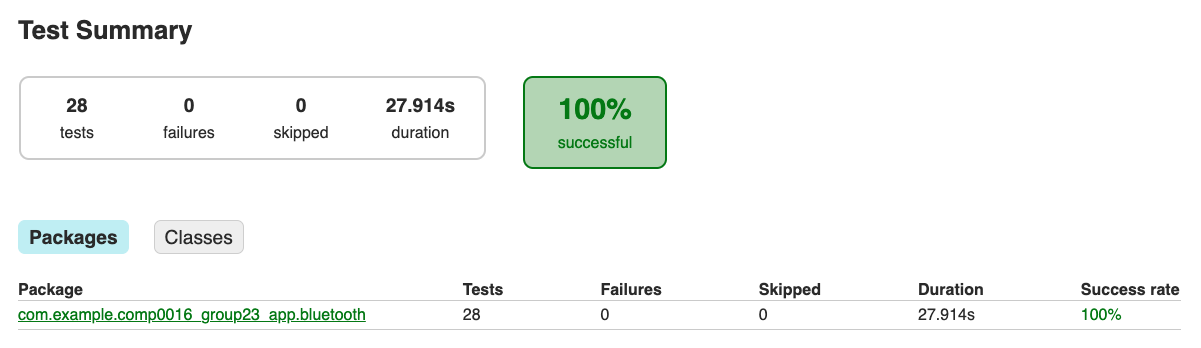 Test Summary
28 0 0 27.914s
tests failures skipped duration
100%
successful
Packages Classes
Package Tests Failures Skipped Duration Success rate
com.example.comp0016_group23_app.bluetooth 28 0 0 27.914s 100%